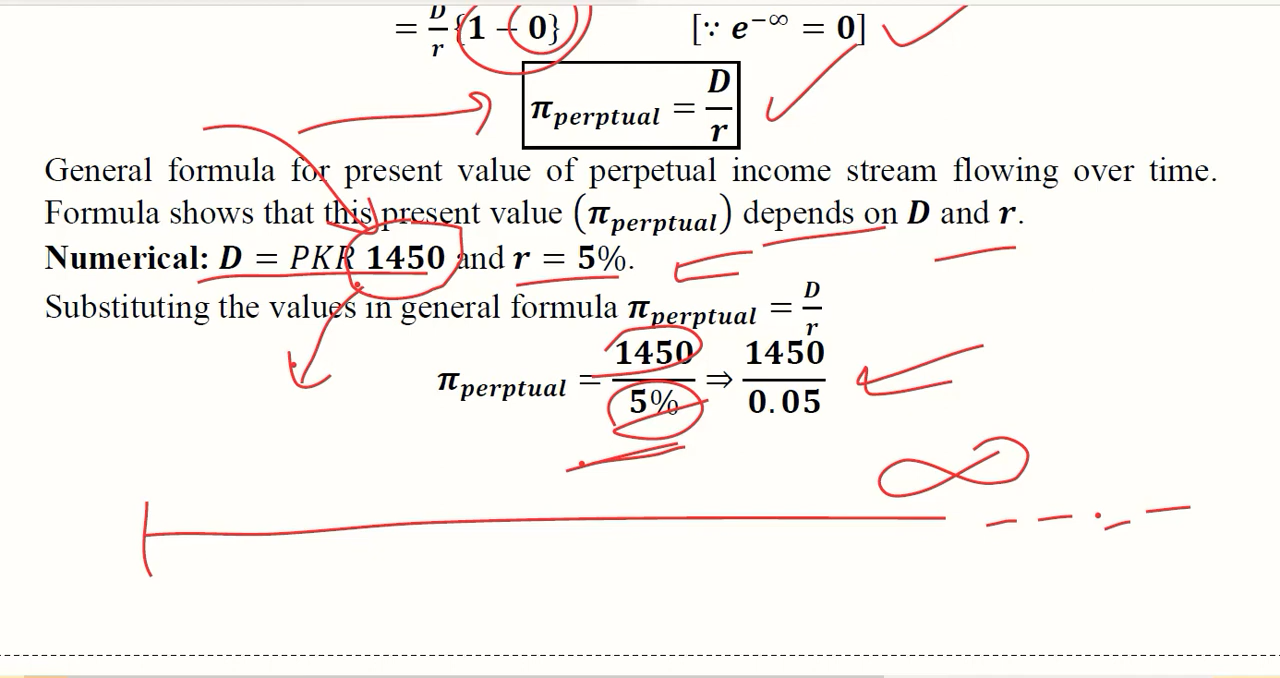 = D/r {1 − 0} [∵ e^−∞ = 0]
π_perptual = D/r
General formula for present value of perpetual income stream flowing over time.
Formula shows that this present value (π_perptual) depends on D and r.
Numerical: D = PKR 1450 and r = 5%.
Substituting the values in general formula π_perptual = D/r
π_perptual = 1450/5% ⇒ 1450/0.05
∞